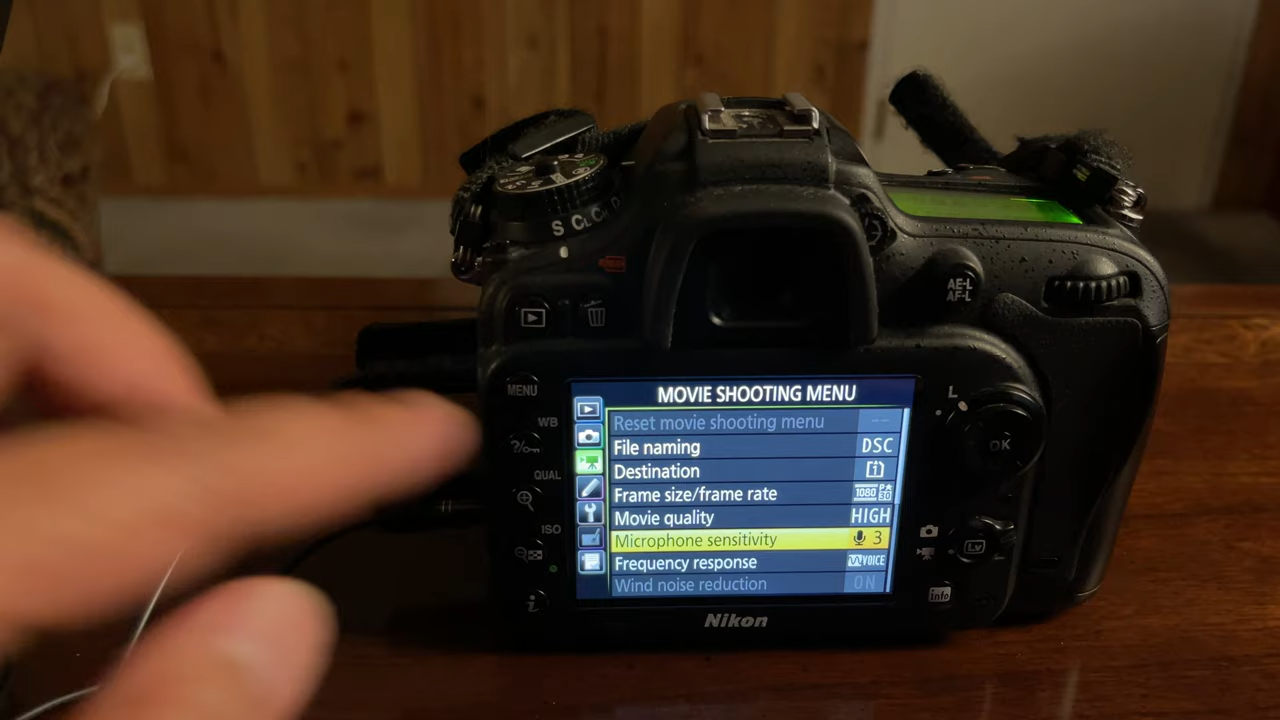 S CL CH
AE-L
AF-L
MENU
WB
QUAL
ISO
L
OK
Lv
info
MOVIE SHOOTING MENU
Reset movie shooting menu --
File naming DSC
Destination
Frame size/frame rate 1080 30
Movie quality HIGH
Microphone sensitivity 3
Frequency response VOICE
Wind noise reduction ON
Nikon